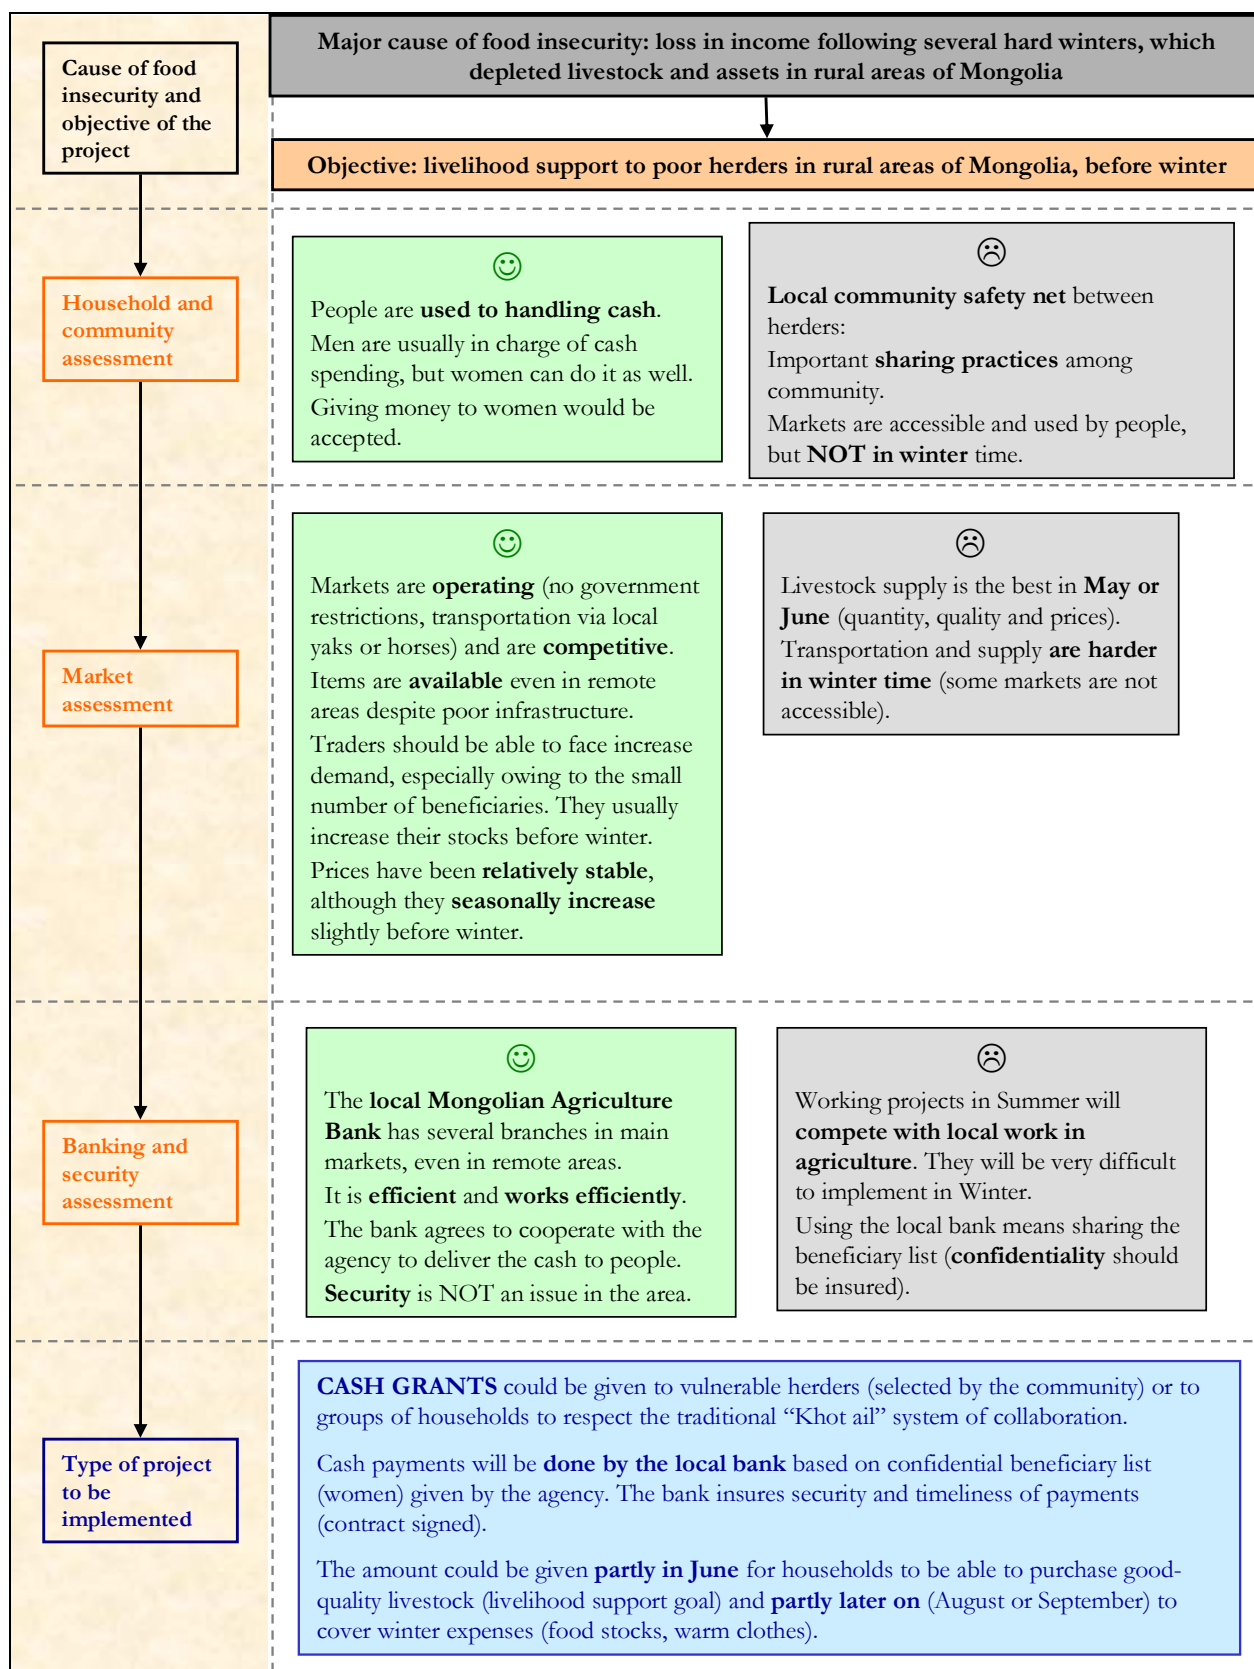 Cause of food
insecurity and
objective of the
project
Major cause of food insecurity: loss in income following several hard winters, which
depleted livestock and assets in rural areas of Mongolia
Objective: livelihood support to poor herders in rural areas of Mongolia, before winter
Household and
community
assessment
People are used to handling cash.
Men are usually in charge of cash
spending, but women can do it as well.
Giving money to women would be
accepted.
Local community safety net between
herders:
Important sharing practices among
community.
Markets are accessible and used by people,
but NOT in winter time.
Market
assessment
Markets are operating (no government
restrictions, transportation via local
yaks or horses) and are competitive.
Items are available even in remote
areas despite poor infrastructure.
Traders should be able to face increase
demand, especially owing to the small
number of beneficiaries. They usually
increase their stocks before winter.
Prices have been relatively stable,
although they seasonally increase
slightly before winter.
Livestock supply is the best in May or
June (quantity, quality and prices).
Transportation and supply are harder
in winter time (some markets are not
accessible).
Banking and
security
assessment
The local Mongolian Agriculture
Bank has several branches in main
markets, even in remote areas.
It is efficient and works efficiently.
The bank agrees to cooperate with the
agency to deliver the cash to people.
Security is NOT an issue in the area.
Working projects in Summer will
compete with local work in
agriculture. They will be very difficult
to implement in Winter.
Using the local bank means sharing the
beneficiary list (confidentiality should
be insured).
Type of project
to be
implemented
CASH GRANTS could be given to vulnerable herders (selected by the community) or to
groups of households to respect the traditional “Khot ail” system of collaboration.
Cash payments will be done by the local bank based on confidential beneficiary list
(women) given by the agency. The bank insures security and timeliness of payments
(contract signed).
The amount could be given partly in June for households to be able to purchase good-
quality livestock (livelihood support goal) and partly later on (August or September) to
cover winter expenses (food stocks, warm clothes).